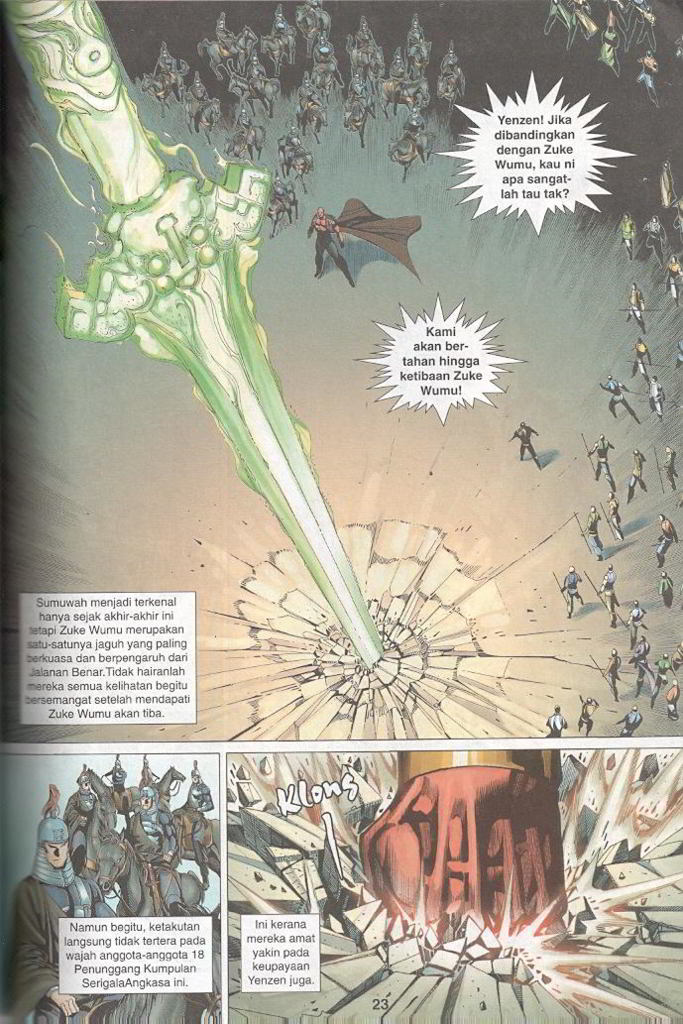 Yenzen! Jika
dibandingkan
dengan Zuke
Wumu, kau ni
apa sangat-
lah tau tak?
Kami
akan ber-
tahan hingga
ketibaan Zuke
Wumu!
Sumuwah menjadi terkenal
hanya sejak akhir-akhir ini
tetapi Zuke Wumu merupakan
satu-satunya jaguh yang paling
berkuasa dan berpengaruh dari
Jalanan Benar.Tidak hairanlah
mereka semua kelihatan begitu
bersemangat setelah mendapati
Zuke Wumu akan tiba.
Namun begitu, ketakutan
langsung tidak tertera pada
wajah anggota-anggota 18
Penunggang Kumpulan
SerigalaAngkasa ini.
Klong
Ini kerana
mereka amat
yakin pada
keupayaan
Yenzen juga.
23